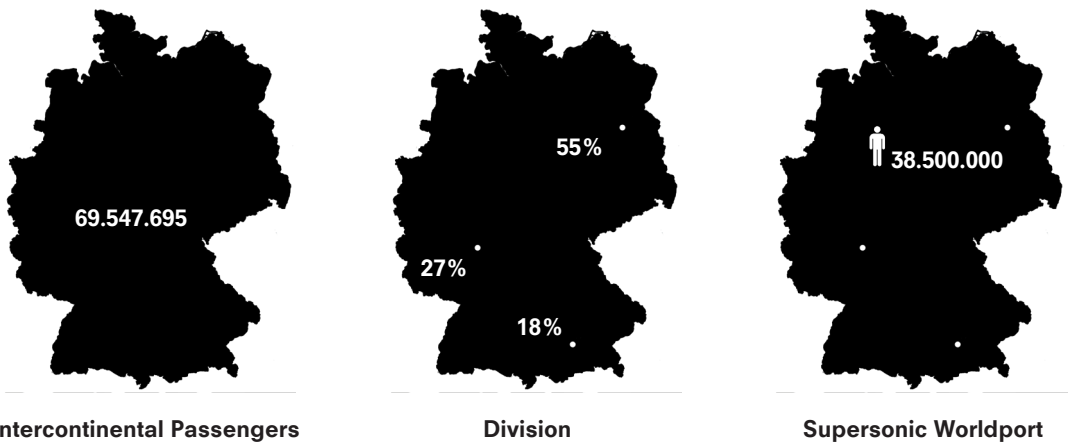 69.547.695
ntercontinental Passengers
55%
27%
18%
Division
38.500.000
Supersonic Worldport